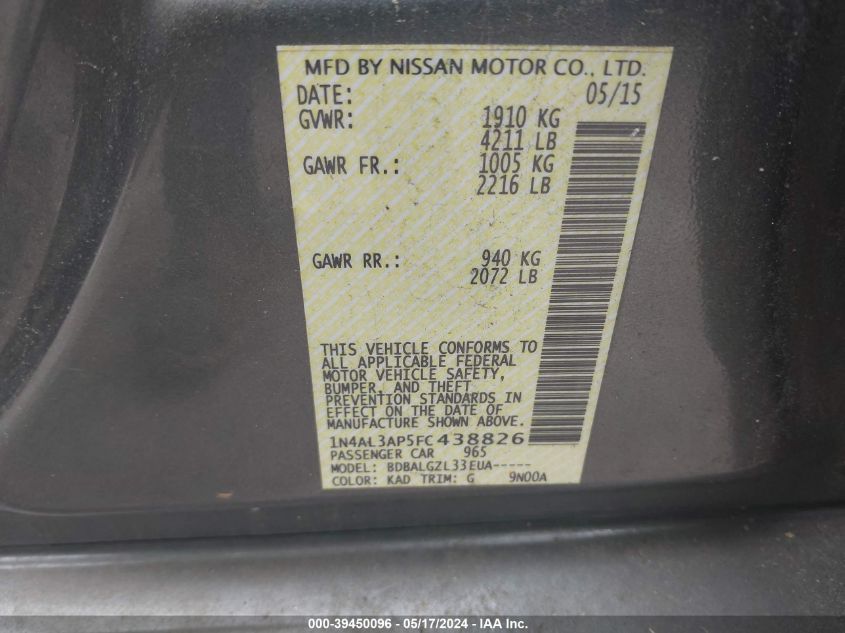 MFD BY NISSAN MOTOR CO., LTD.
DATE: 05/15
GVWR: 1910 KG
4211 LB
GAWR FR.: 1005 KG
2216 LB
GAWR RR.: 940 KG
2072 LB
THIS VEHICLE CONFORMS TO
ALL APPLICABLE FEDERAL
MOTOR VEHICLE SAFETY,
BUMPER, AND THEFT
PREVENTION STANDARDS IN
EFFECT ON THE DATE OF
MANUFACTURE SHOWN ABOVE.
1N4AL3AP5FC438826
PASSENGER CAR 965
MODEL: BDBALGZL33EUA-----
COLOR: KAD TRIM: G 9N00A
000-39450096 - 05/17/2024 - IAA Inc.